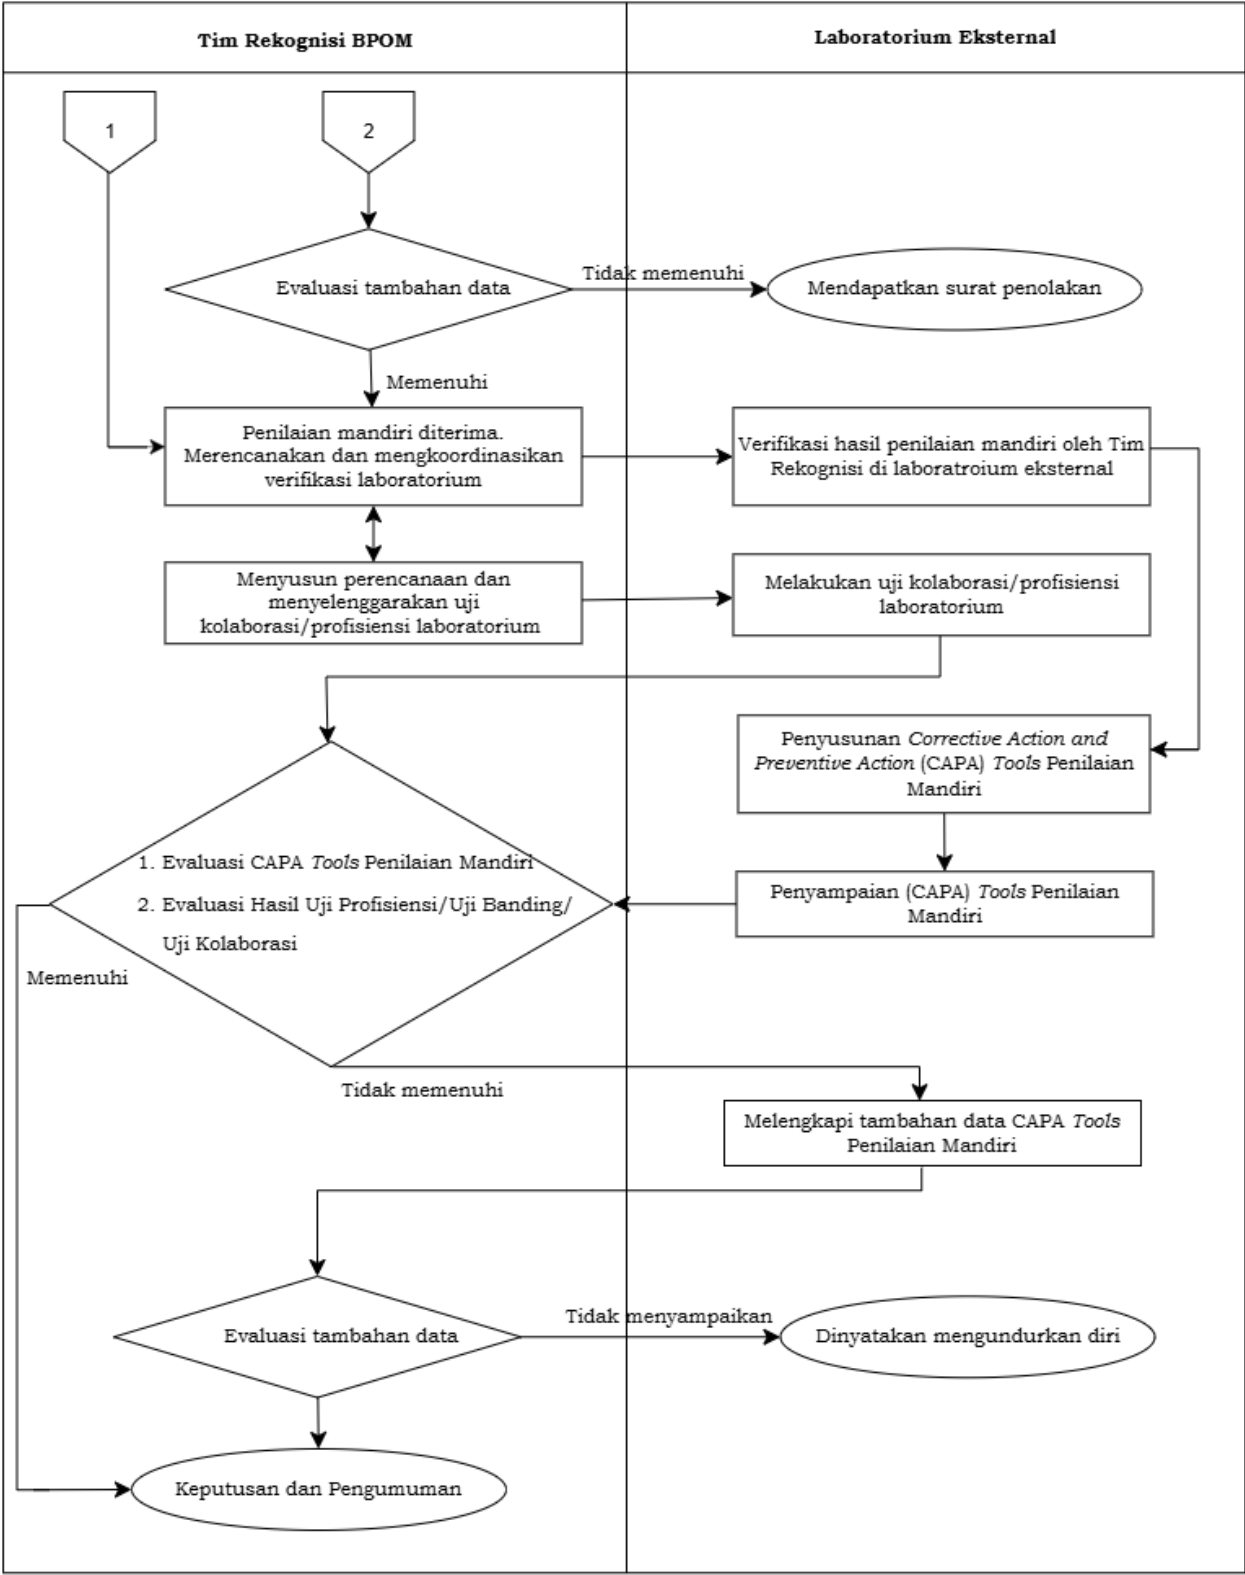 Tim Rekognisi BPOM
Laboratorium Eksternal
1
2
Evaluasi tambahan data
Tidak memenuhi
Mendapatkan surat penolakan
Memenuhi
Penilaian mandiri diterima.
Merencanakan dan mengkoordinasikan
verifikasi laboratorium
Verifikasi hasil penilaian mandiri oleh Tim
Rekognisi di laboratroium eksternal
Menyusun perencanaan dan
menyelenggarakan uji
kolaborasi/profisiensi laboratorium
Melakukan uji kolaborasi/profisiensi
laboratorium
Penyusunan Corrective Action and
Preventive Action (CAPA) Tools Penilaian
Mandiri
1. Evaluasi CAPA Tools Penilaian Mandiri
2. Evaluasi Hasil Uji Profisiensi/Uji Banding/
Uji Kolaborasi
Penyampaian (CAPA) Tools Penilaian
Mandiri
Memenuhi
Tidak memenuhi
Melengkapi tambahan data CAPA Tools
Penilaian Mandiri
Evaluasi tambahan data
Tidak menyampaikan
Dinyatakan mengundurkan diri
Keputusan dan Pengumuman